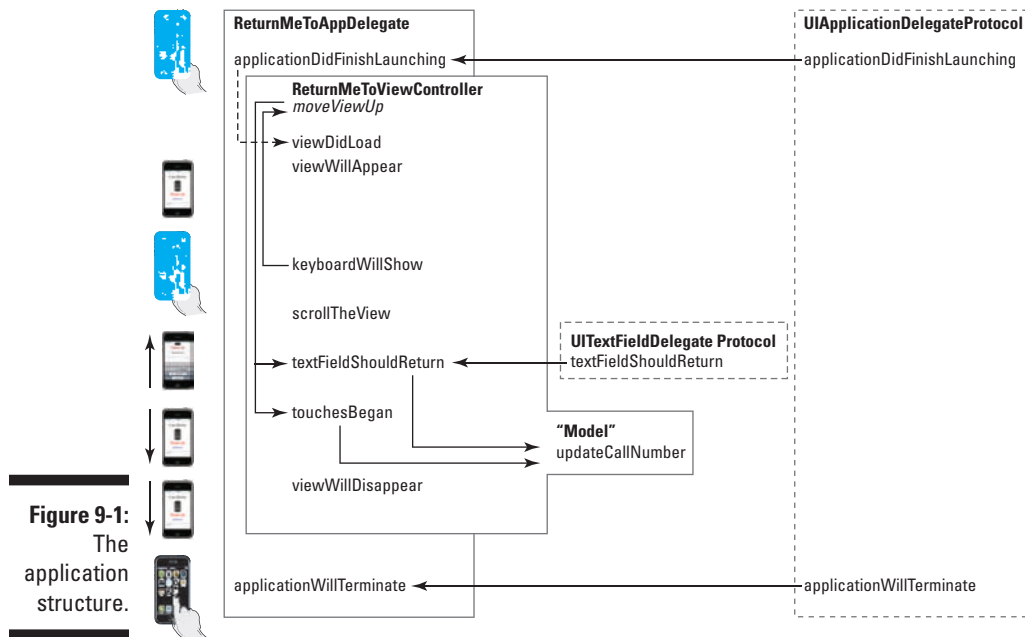 ReturnMeToAppDelegate
applicationDidFinishLaunching
ReturnMeToViewController
moveViewUp
viewDidLoad
viewWillAppear
keyboardWillShow
scrollTheView
textFieldShouldReturn
touchesBegan
viewWillDisappear
applicationWillTerminate
UITextFieldDelegate Protocol
textFieldShouldReturn
“Model”
updateCallNumber
UIApplicationDelegateProtocol
applicationDidFinishLaunching
applicationWillTerminate
Figure 9-1:
The
application
structure.